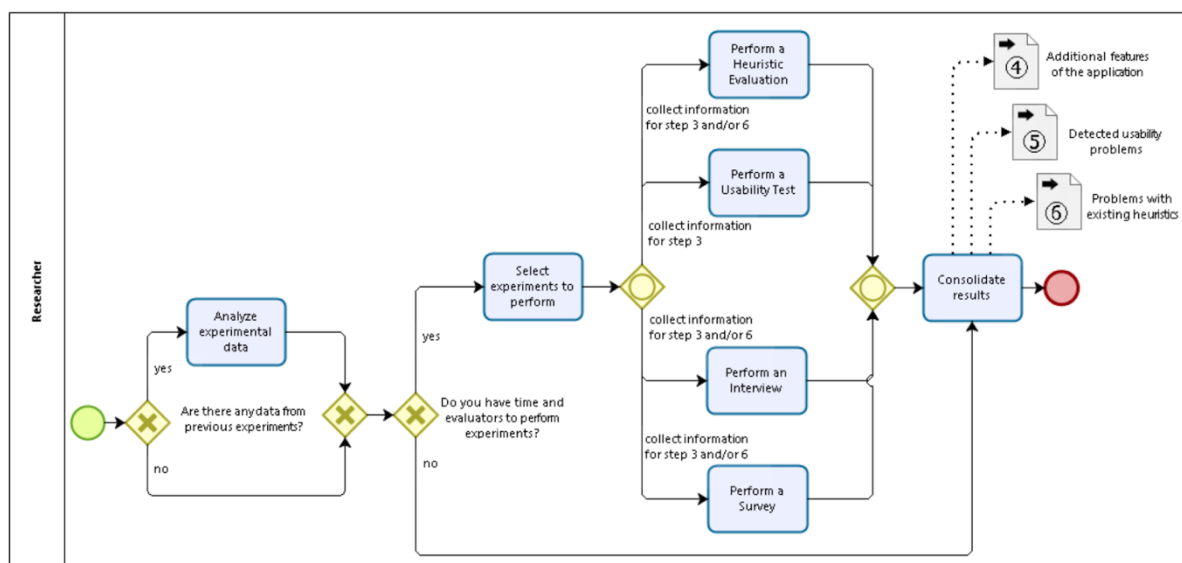 Researcher
Are there any data from
previous experiments?
yes
no
Analyze
experimental
data
Do you have time and
evaluators to perform
experiments?
yes
no
Select
experiments to
perform
collect information
for step 3 and/or 6
Perform a
Heuristic
Evaluation
collect information
for step 3
Perform a
Usability Test
collect information
for step 3 and/or 6
Perform an
Interview
collect information
for step 3 and/or 6
Perform a
Survey
Consolidate
results
④
Additional features
of the application
⑤
Detected usability
problems
⑥
Problems with
existing heuristics